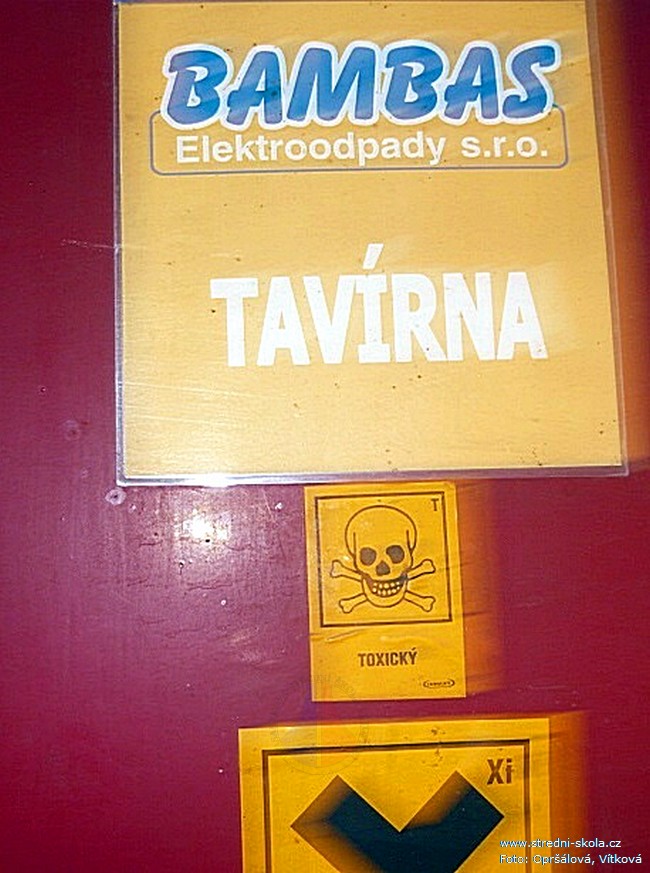 BAMBAS
Elektroodpady s.r.o.
TAVÍRNA
T
TOXICKÝ
Xi
www.stredni-skola.cz
Foto: Opršálová, Vítková